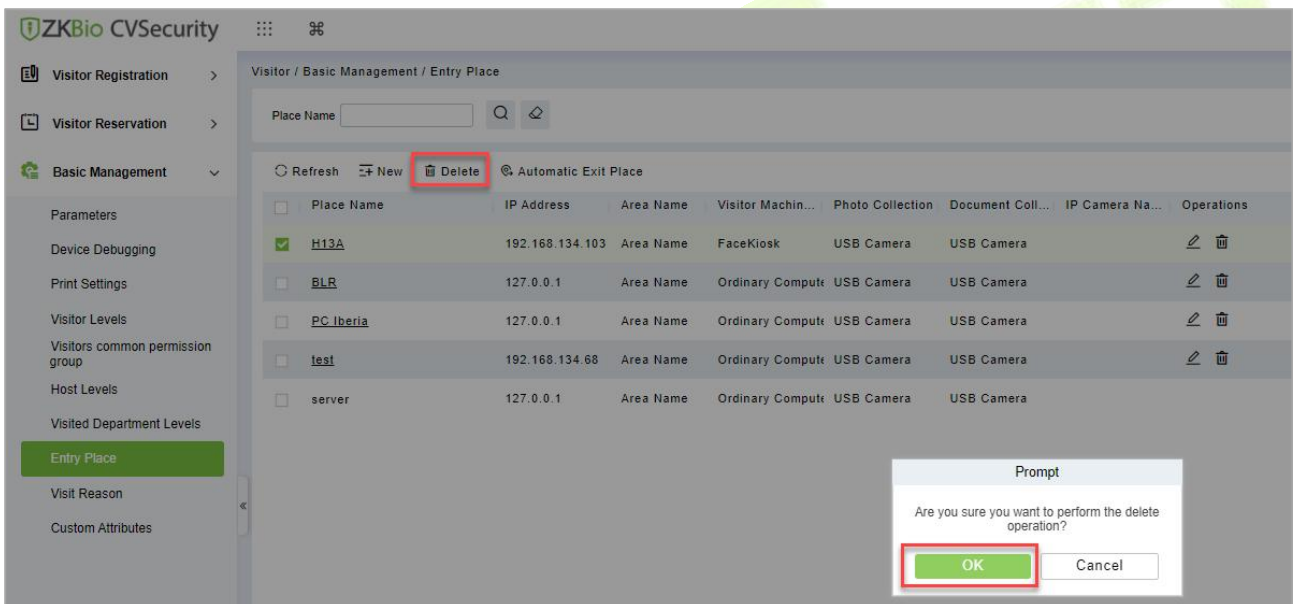 ZKBio CVSecurity
Visitor Registration
Visitor Reservation
Basic Management
Parameters
Device Debugging
Print Settings
Visitor Levels
Visitors common permission
group
Host Levels
Visited Department Levels
Entry Place
Visit Reason
Custom Attributes
Visitor / Basic Management / Entry Place
Place Name
Refresh New Delete Automatic Exit Place
Place Name IP Address Area Name Visitor Machin... Photo Collection Document Coll... IP Camera Na... Operations
H13A 192.168.134.103 Area Name FaceKiosk USB Camera USB Camera
BLR 127.0.0.1 Area Name Ordinary Compute USB Camera USB Camera
PC Iberia 127.0.0.1 Area Name Ordinary Compute USB Camera USB Camera
test 192.168.134.68 Area Name Ordinary Compute USB Camera USB Camera
server 127.0.0.1 Area Name Ordinary Compute USB Camera USB Camera
Prompt
Are you sure you want to perform the delete
operation?
OK Cancel